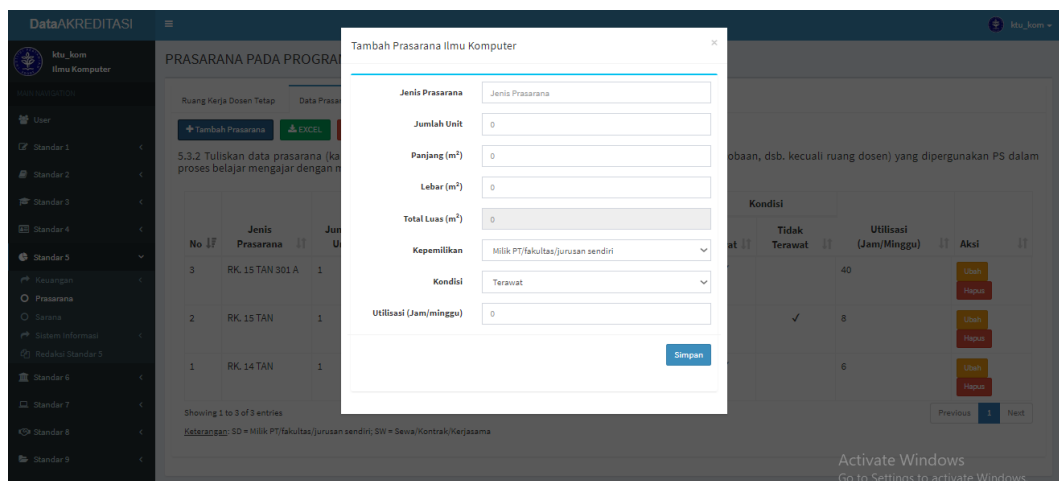 DataAKREDITASI
ktu_kom
ktu_kom
Ilmu Komputer
MAIN NAVIGATION
User
Standar 1
Standar 2
Standar 3
Standar 4
Standar 5
Keuangan
Prasarana
Sarana
Sistem Informasi
Redaksi Standar 5
Standar 6
Standar 7
Standar 8
Standar 9
PRASARANA PADA PROGRA
Ruang Kerja Dosen Tetap Data Prasa
Tambah Prasarana EXCEL
5.3.2 Tuliskan data prasarana (ka
obaan, dsb. kecuali ruang dosen) yang dipergunakan PS dalam
proses belajar mengajar dengan m
Tambah Prasarana Ilmu Komputer ×
Jenis Prasarana Jenis Prasarana
Jumlah Unit 0
Panjang (m²) 0
Lebar (m²) 0
Total Luas (m²) 0
Kepemilikan Milik PT/fakultas/jurusan sendiri
Kondisi Terawat
Utilisasi (Jam/minggu) 0
Simpan
Kondisi
No Jenis Prasarana Jum U
at Tidak Terawat Utilisasi (Jam/Minggu) Aksi
3 RK. 15 TAN 301 A 1 40 Ubah
Hapus
2 RK. 15 TAN 1 ✓ 8 Ubah
Hapus
1 RK. 14 TAN 1 6 Ubah
Hapus
Showing 1 to 3 of 3 entries
Previous 1 Next
Keterangan: SD = Milik PT/fakultas/jurusan sendiri; SW = Sewa/Kontrak/Kerjasama
Activate Windows
Go to Settings to activate Windows.